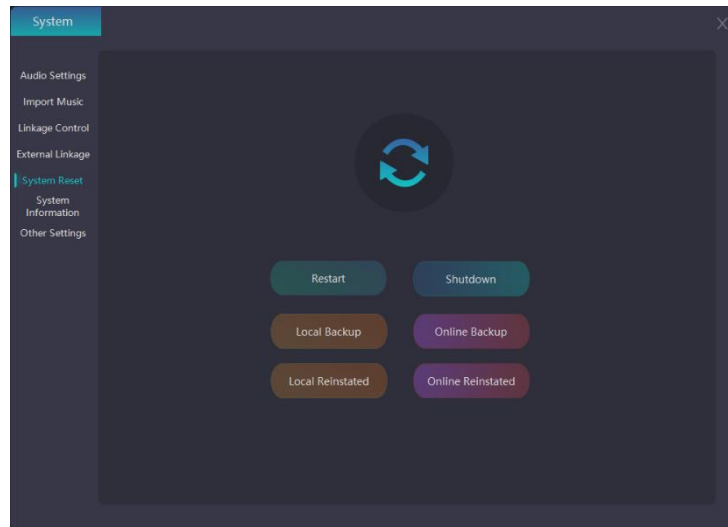 System
X
Audio Settings
Import Music
Linkage Control
External Linkage
System Reset
System
Information
Other Settings
Restart
Shutdown
Local Backup
Online Backup
Local Reinstated
Online Reinstated